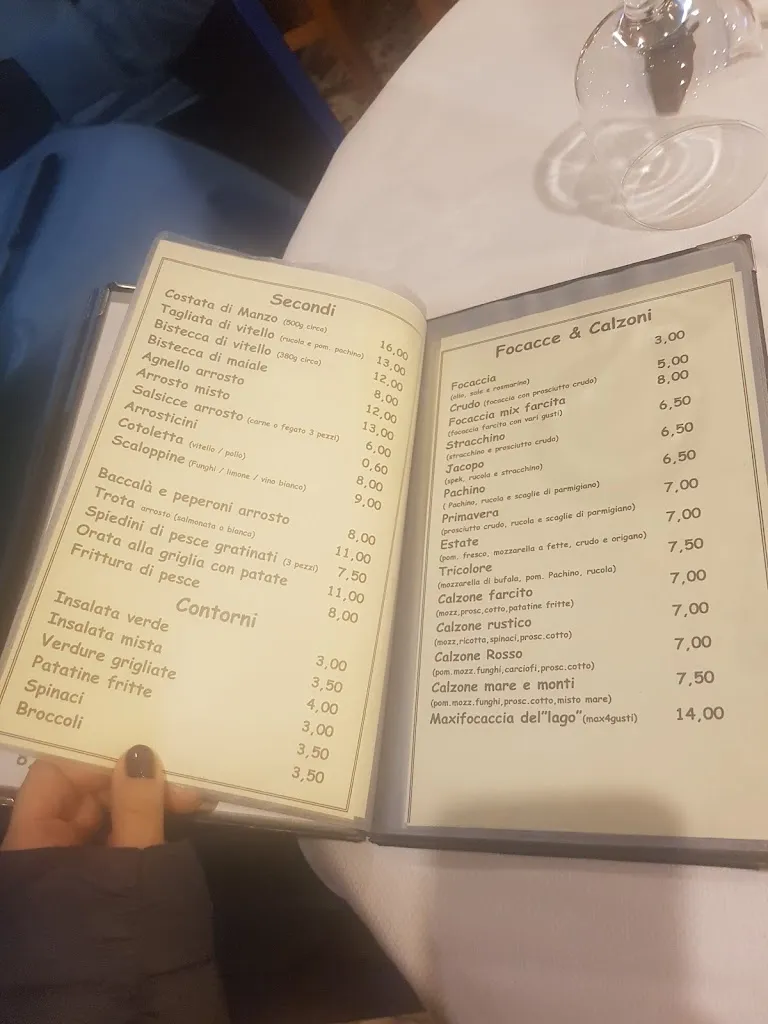 Secondi
Costata di Manzo (500g circa) 16,00
Tagliata di vitello (rucola e pom. pachino) 13,00
Bistecca di vitello (380g circa) 12,00
Bistecca di maiale 8,00
Agnello arrosto 12,00
Arrosto misto 13,00
Salsicce arrosto (carne o fegato 3 pezzi) 6,00
Arrosticini 0,60
Cotoletta (vitello / pollo) 8,00
Scaloppine (Funghi / limone / vino bianco) 9,00
Baccalà e peperoni arrosto 8,00
Trota arrosto (salmonata o bianca) 11,00
Spiedini di pesce gratinati (3 pezzi) 7,50
Orata alla griglia con patate 11,00
Frittura di pesce 8,00
Contorni
Insalata verde 3,00
Insalata mista 3,50
Verdure grigliate 4,00
Patatine fritte 3,00
Spinaci 3,50
Broccoli 3,50
Focacce & Calzoni
Focaccia 3,00
(olio, sale e rosmarino)
Crudo (focaccia con prosciutto crudo) 5,00
Focaccia mix farcita 8,00
(focaccia farcita con vari gusti)
Stracchino 6,50
(stracchino e prosciutto crudo)
Jacopo 6,50
(spek, rucola e stracchino)
Pachino 6,50
( Pachino, rucola e scaglie di parmigiano)
Primavera 7,00
(prosciutto crudo, rucola e scaglie di parmigiano)
Estate 7,00
(pom. fresco, mozzarella a fette, crudo e origano)
Tricolore 7,50
(mozzarella di bufala, pom. Pachino, rucola)
Calzone farcito 7,00
(mozz,prosc,cotto,patatine fritte)
Calzone rustico 7,00
(mozz,ricotta,spinaci,prosc.cotto)
Calzone Rosso 7,00
(pom.mozz.funghi,carciofi,prosc.cotto)
Calzone mare e monti 7,50
(pom.mozz.funghi,prosc.cotto,misto mare)
Maxifocaccia del"lago"(max4gusti) 14,00